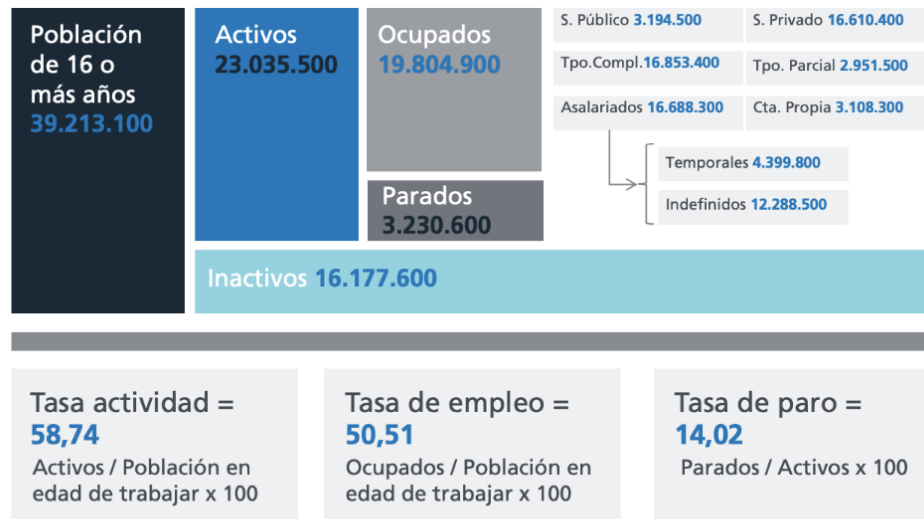 Población
de 16 o
más años
39.213.100
Activos
23.035.500
Ocupados
19.804.900
Parados
3.230.600
Inactivos 16.177.600
S. Público 3.194.500
S. Privado 16.610.400
Tpo.Compl.16.853.400
Tpo. Parcial 2.951.500
Asalariados 16.688.300
Cta. Propia 3.108.300
Temporales 4.399.800
Indefinidos 12.288.500
Tasa actividad =
58,74
Activos / Población en
edad de trabajar x 100
Tasa de empleo =
50,51
Ocupados / Población en
edad de trabajar x 100
Tasa de paro =
14,02
Parados / Activos x 100